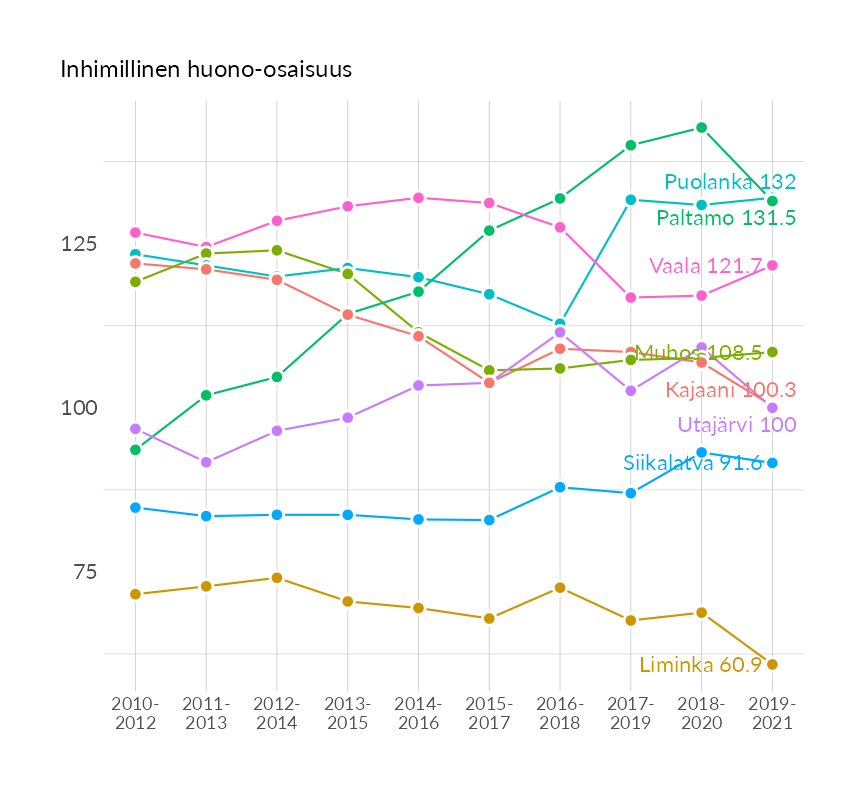 Inhimillinen huono-osaisuus
Puolanka 132
Paltamo 131.5
125
Vaala 121.7
Muhos 108.5
Kajaani 100.3
100
Utajärvi 100
Siikalatva 91.6
75
Liminka 60.9
2010-2012 2011-2013 2012-2014 2013-2015 2014-2016 2015-2017 2016-2018 2017-2019 2018-2020 2019-2021